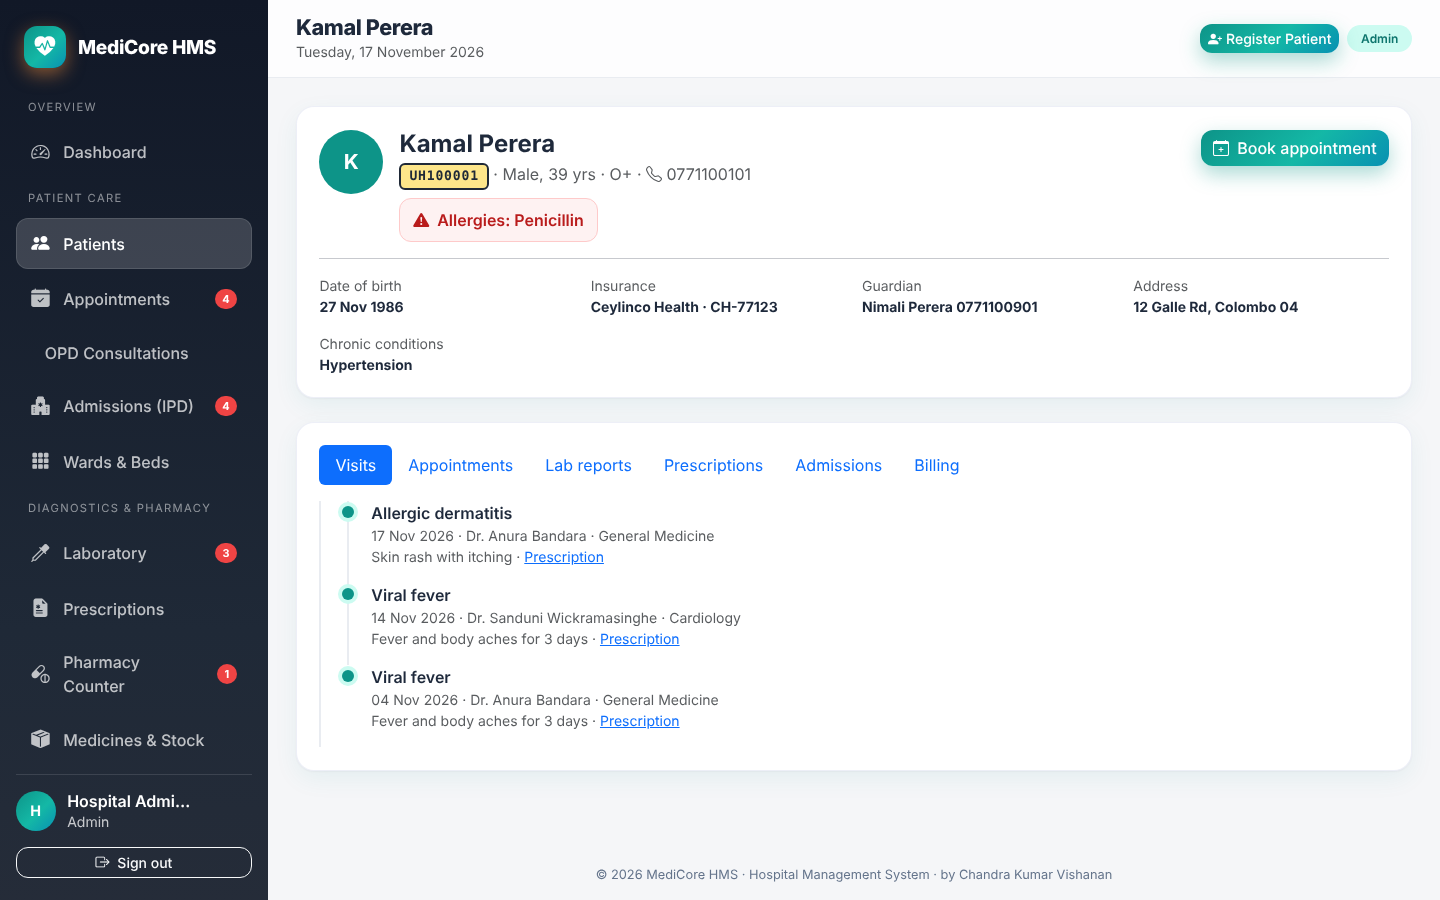 MediCore HMS
OVERVIEW
Dashboard
PATIENT CARE
Patients
Appointments 4
OPD Consultations
Admissions (IPD) 4
Wards & Beds
DIAGNOSTICS & PHARMACY
Laboratory 3
Prescriptions
Pharmacy
Counter 1
Medicines & Stock
H
Hospital Admi...
Admin
Sign out
Kamal Perera
Tuesday, 17 November 2026
Register Patient
Admin
K
Kamal Perera
UH100001 · Male, 39 yrs · O+ · 0771100101
Allergies: Penicillin
Book appointment
Date of birth
27 Nov 1986
Insurance
Ceylinco Health · CH-77123
Guardian
Nimali Perera 0771100901
Address
12 Galle Rd, Colombo 04
Chronic conditions
Hypertension
Visits Appointments Lab reports Prescriptions Admissions Billing
Allergic dermatitis
17 Nov 2026 · Dr. Anura Bandara · General Medicine
Skin rash with itching · Prescription
Viral fever
14 Nov 2026 · Dr. Sanduni Wickramasinghe · Cardiology
Fever and body aches for 3 days · Prescription
Viral fever
04 Nov 2026 · Dr. Anura Bandara · General Medicine
Fever and body aches for 3 days · Prescription
© 2026 MediCore HMS · Hospital Management System · by Chandra Kumar Vishanan